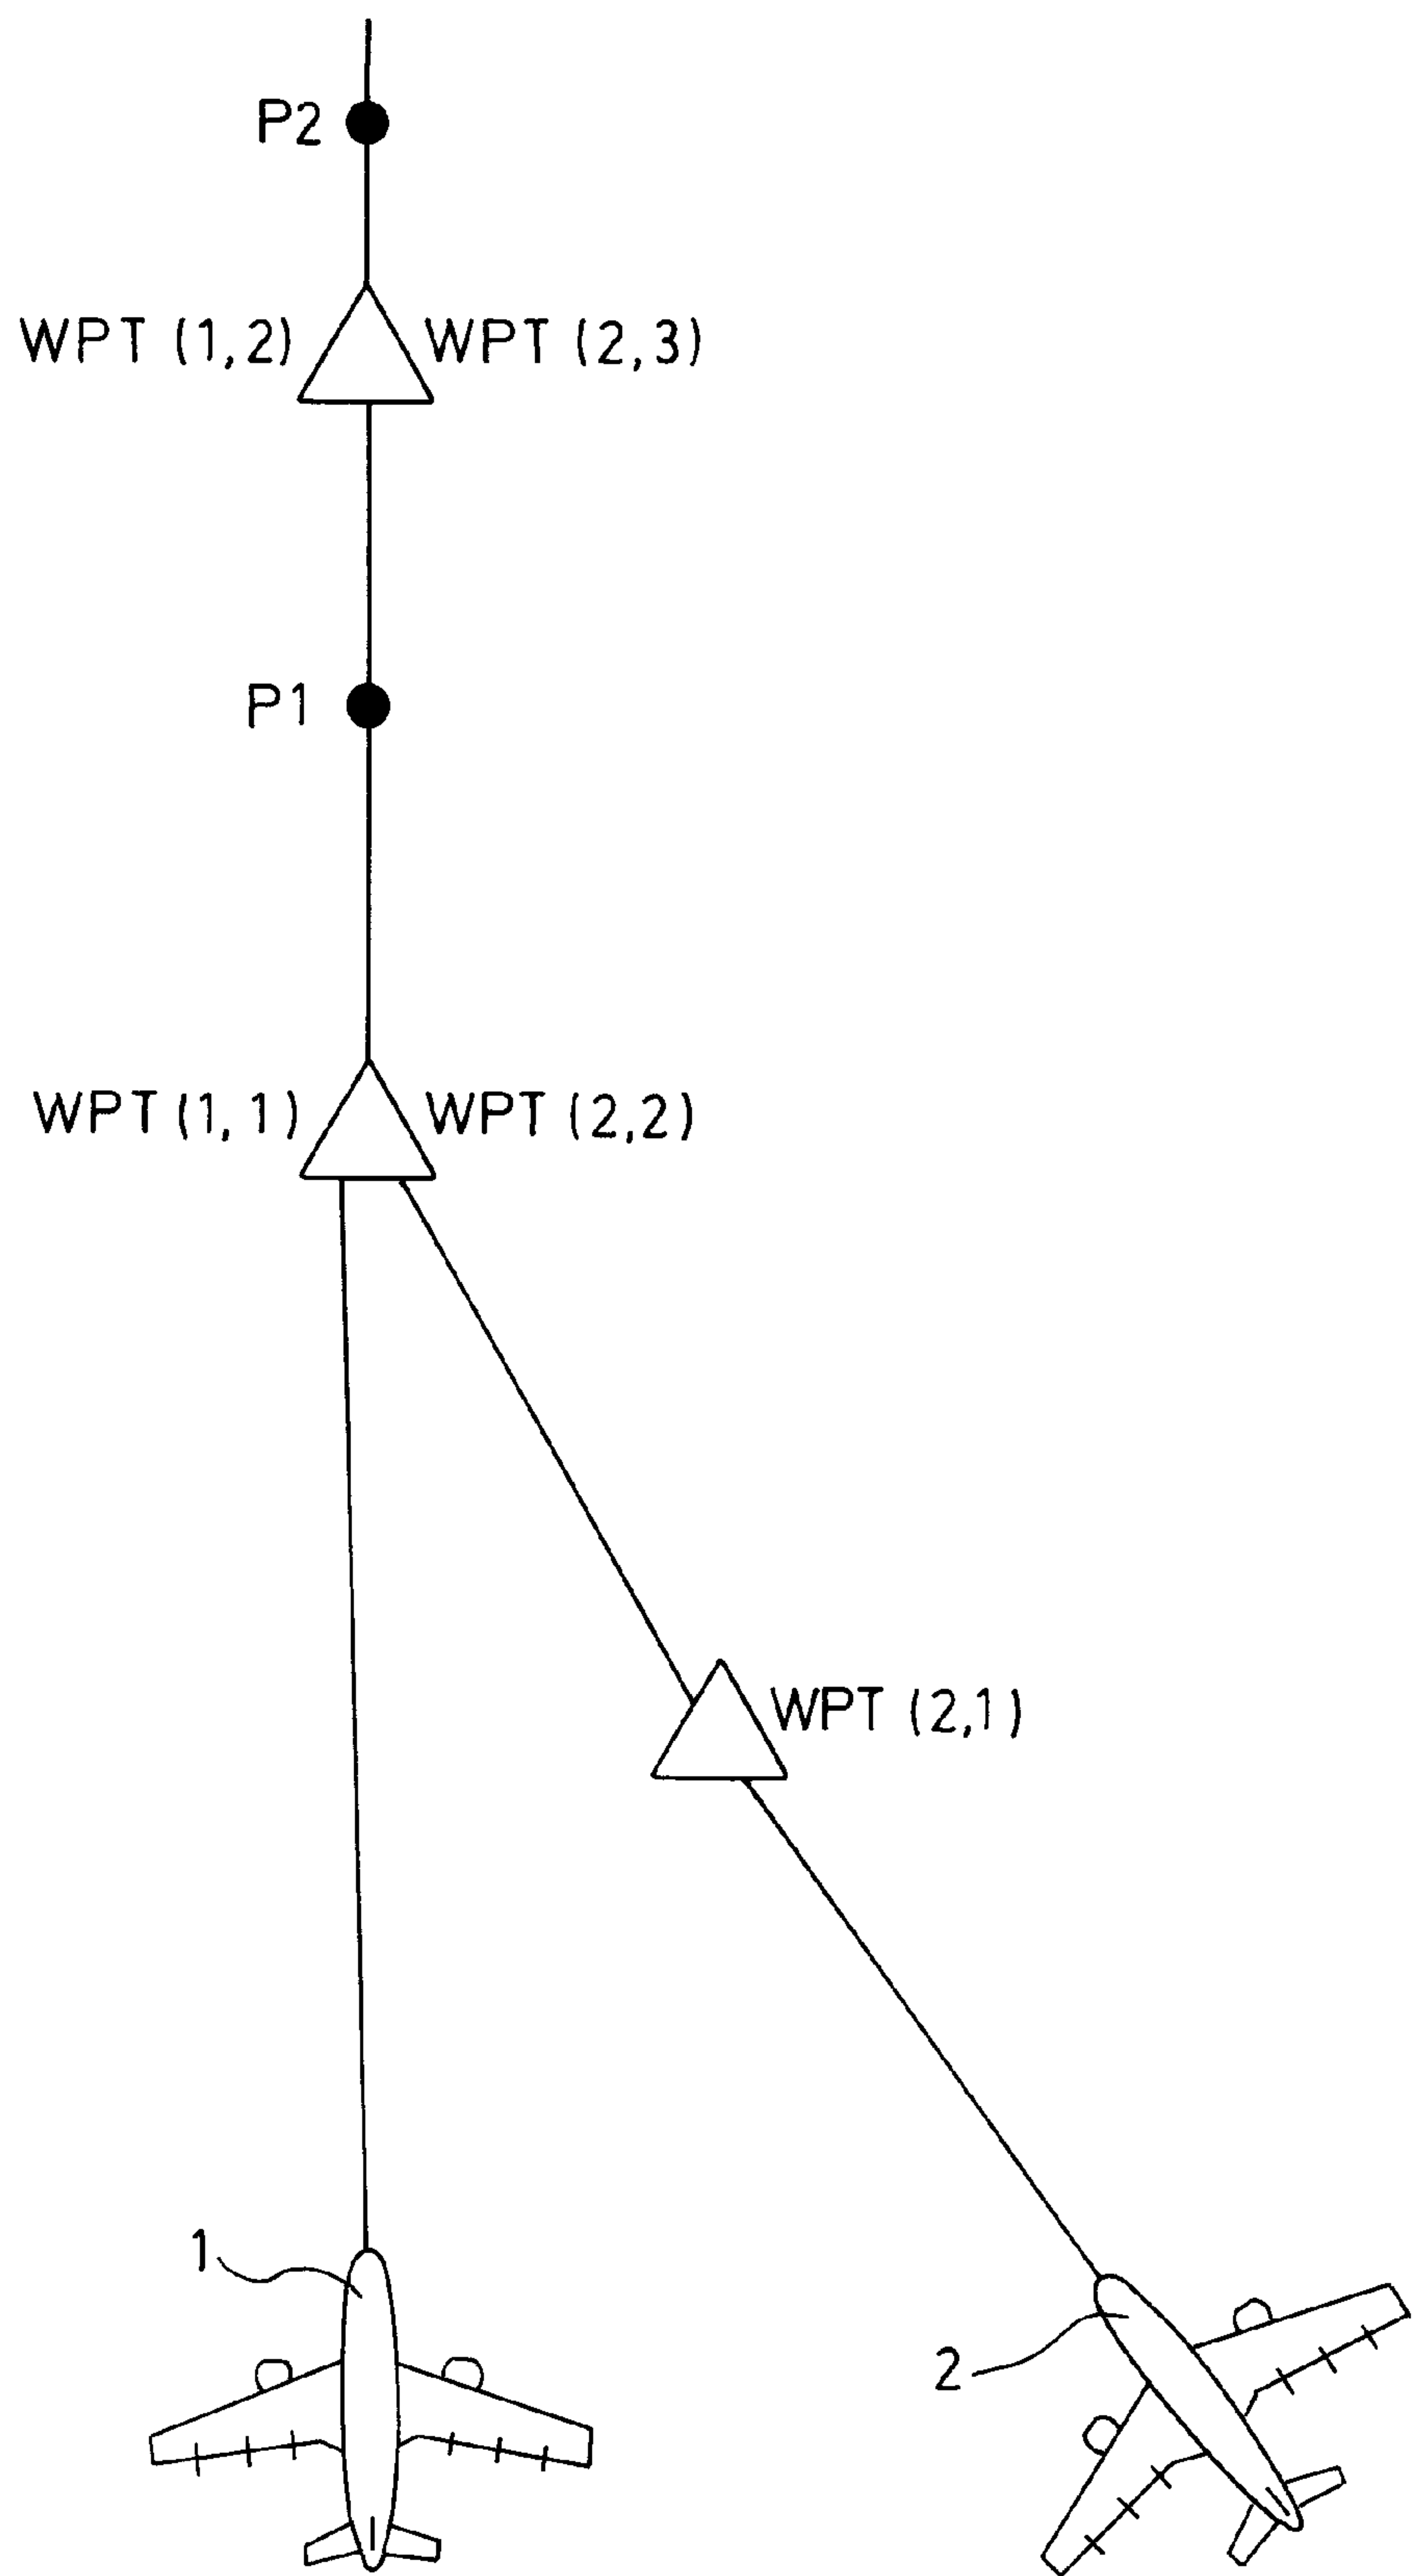 P2
WPT (1,2) WPT (2,3)
P1
WPT (1,1) WPT (2,2)
WPT (2,1)
1
2